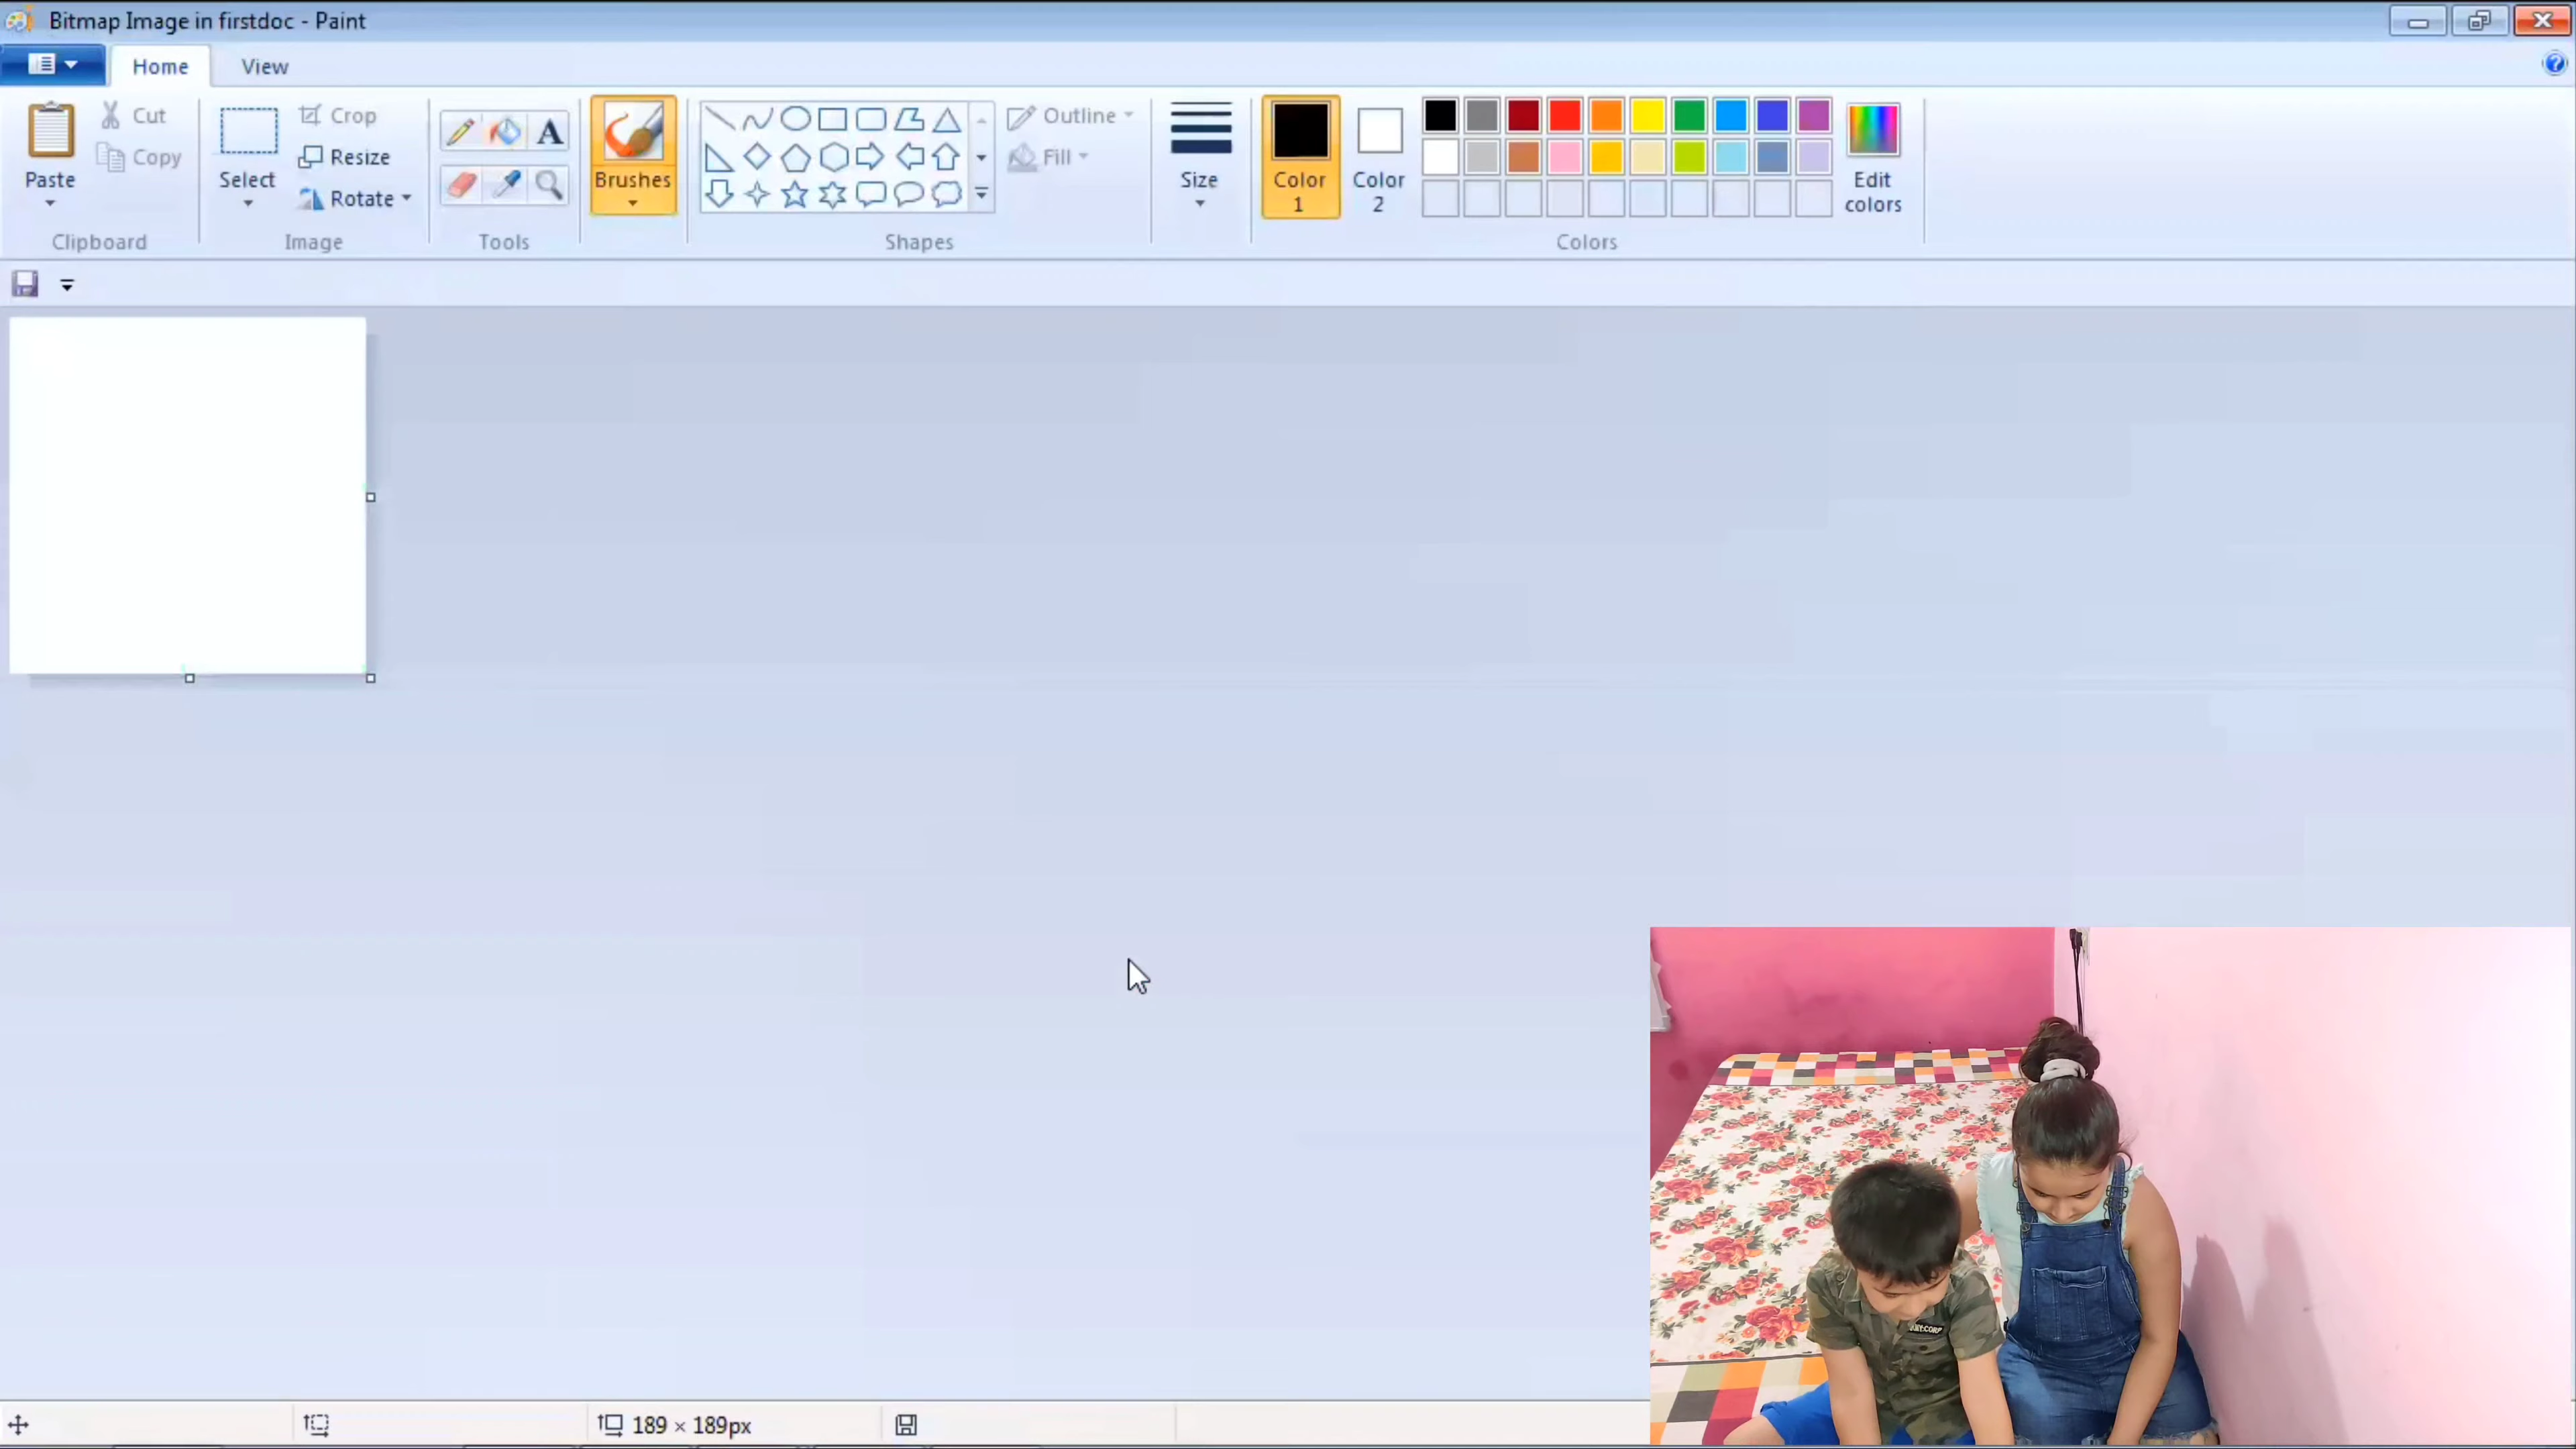 Bitmap Image in firstdoc - Paint
Home View
Paste
Cut
Copy
Clipboard
Select
Crop
Resize
Rotate
Image
A
Tools
Brushes
Shapes
Outline
Fill
Size
Color
1
Color
2
Edit
colors
Colors
189 × 189px